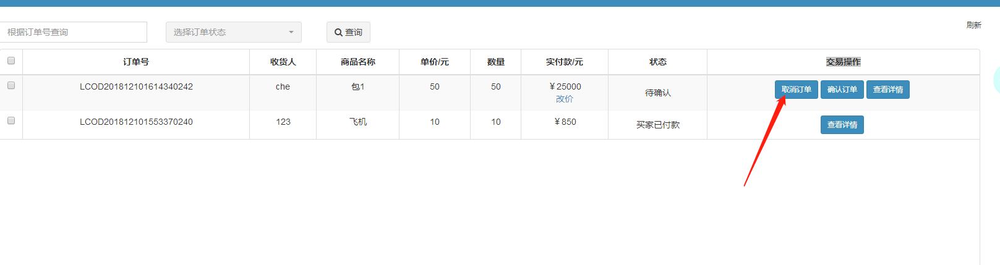 刷新
根据订单号查询 选择订单状态 查询
订单号 收货人 商品名称 单价/元 数量 实付款/元 状态 交易操作
LCOD201812101614340242 che 包1 50 50 ￥25000 待确认 取消订单 确认订单 查看详情
改价
LCOD201812101553370240 123 飞机 10 10 ￥850 买家已付款 查看详情